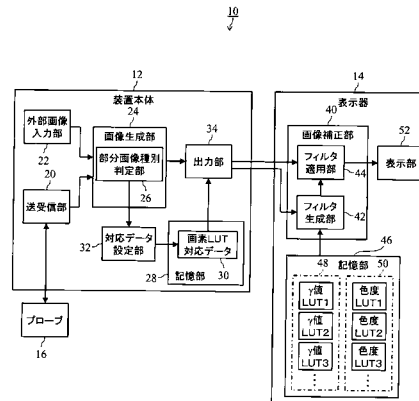 10
12
装置本体
外部画像
入力部
22
24
画像生成部
部分画像種別
判定部
26
20
送受信部
34
出力部
32
対応データ
設定部
画素LUT
対応データ
28
記憶部
30
プローブ
16
14
表示器
40
画像補正部
フィルタ
適用部
44
52
表示部
フィルタ
生成部
42
46
48
記憶部
50
γ値
LUT1
γ値
LUT2
γ値
LUT3
色度
LUT1
色度
LUT2
色度
LUT3